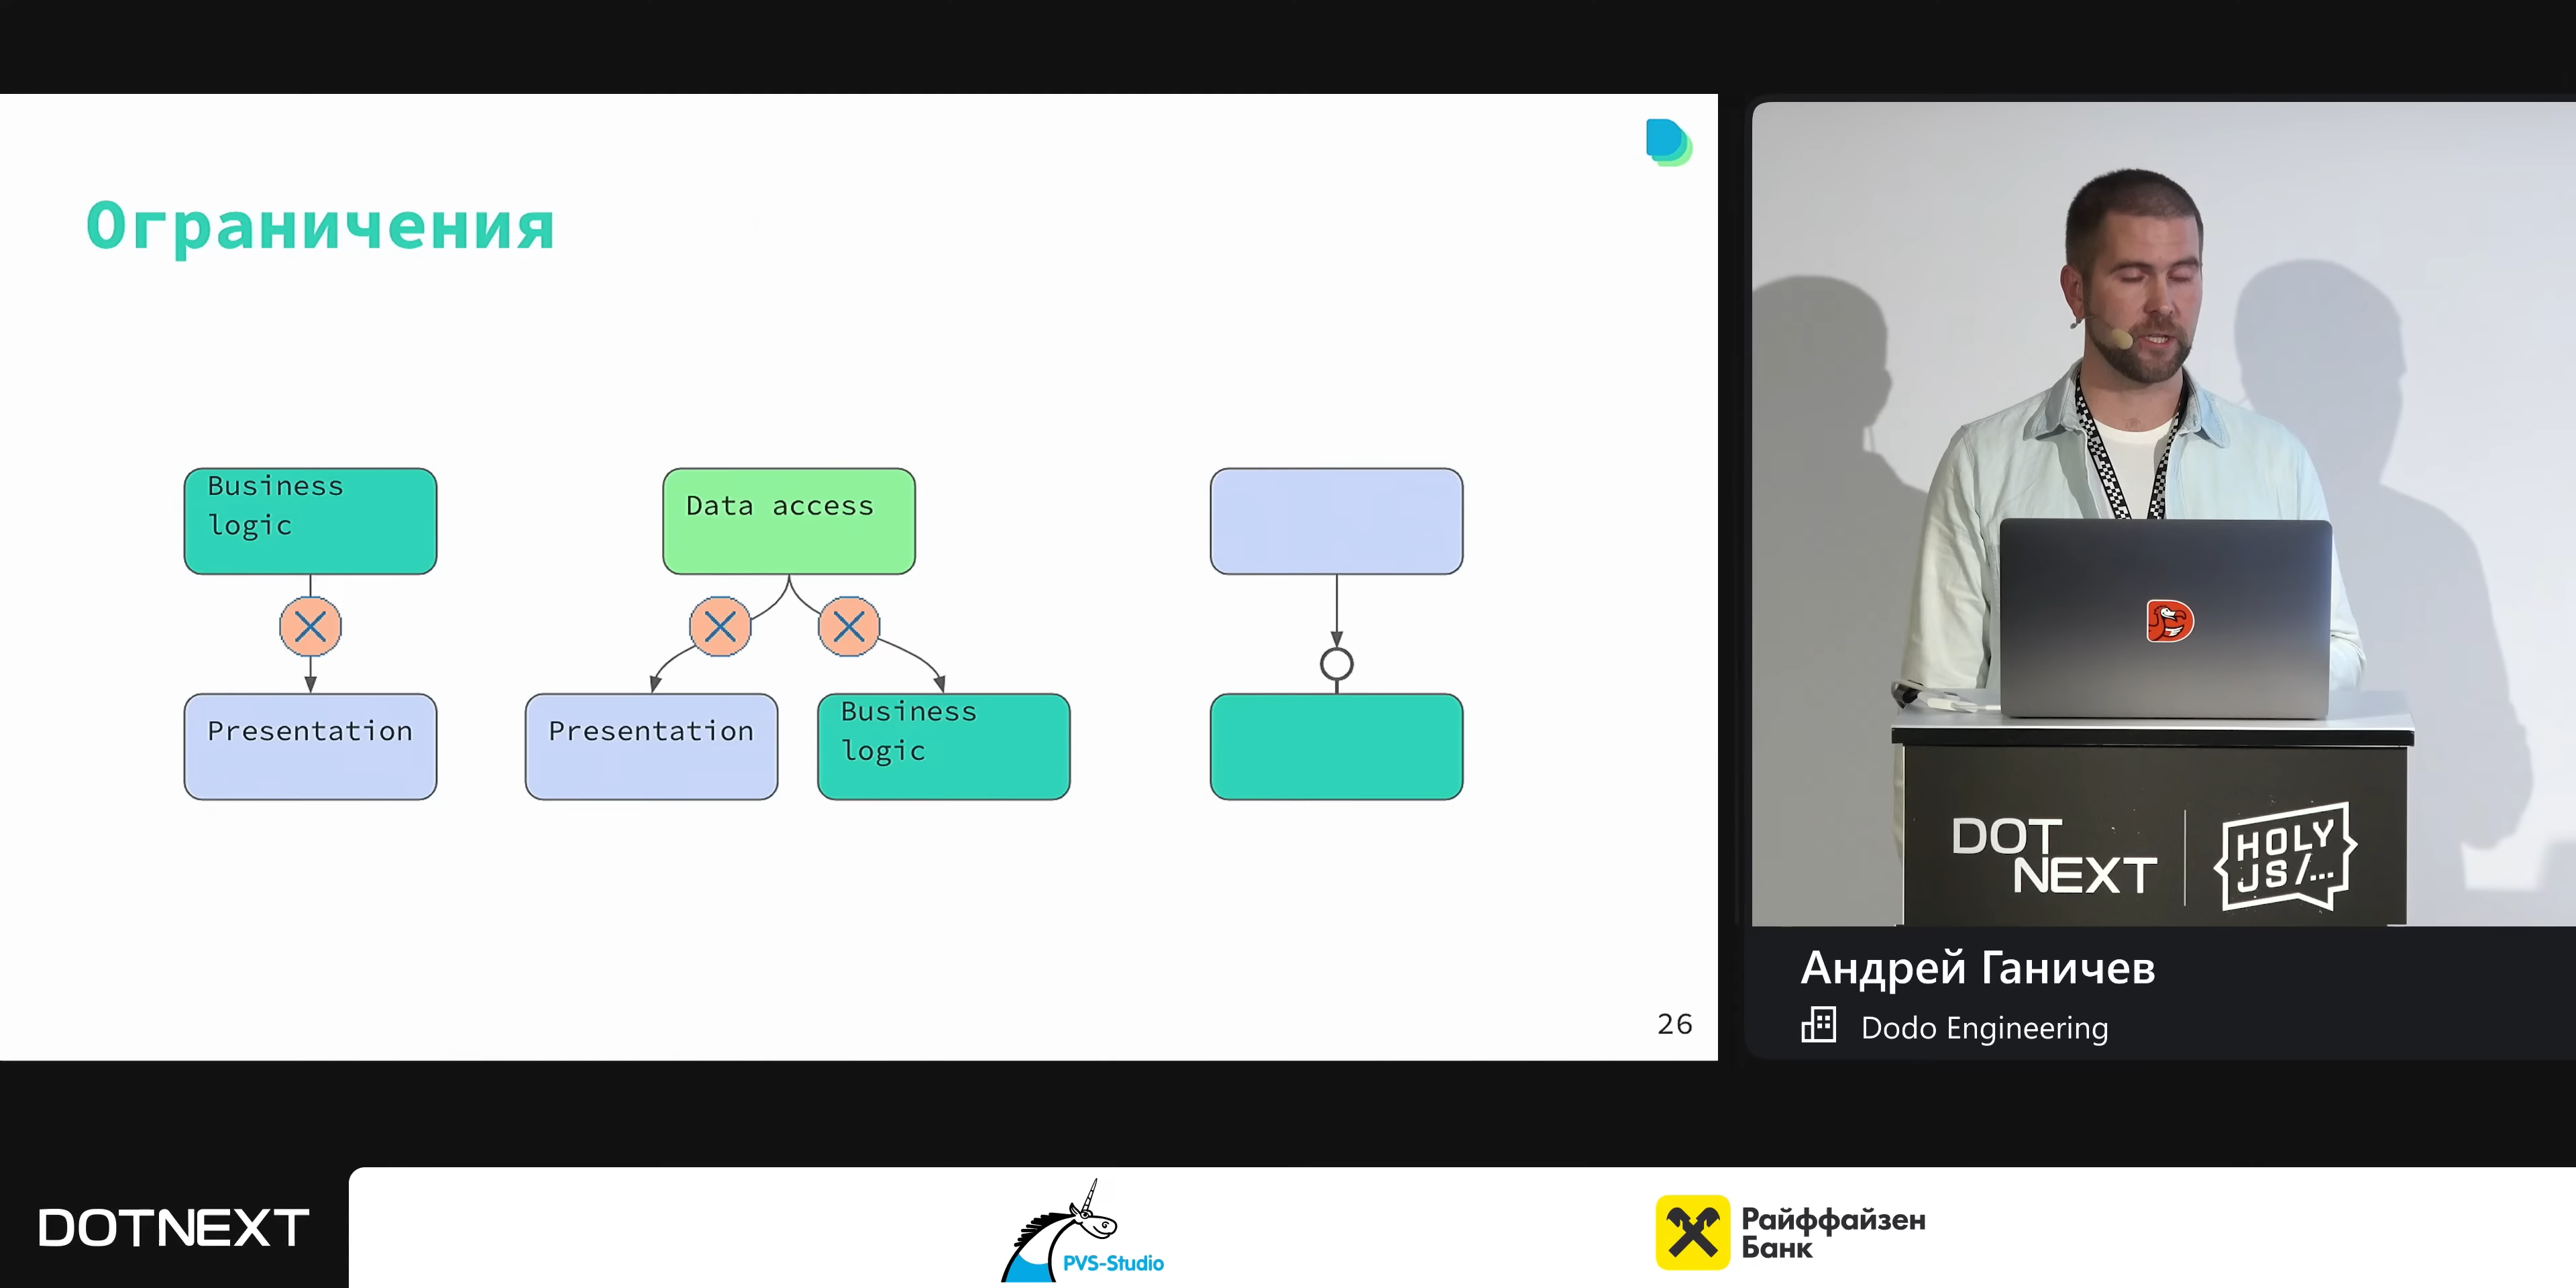 Ограничения
Business
logic
Presentation
Data access
Presentation
Business
logic
26
DOT
NEXT
HOLY
JS/...
Андрей Ганичев
Dodo Engineering
DOTNEXT
PVS-Studio
Райффайзен
Банк